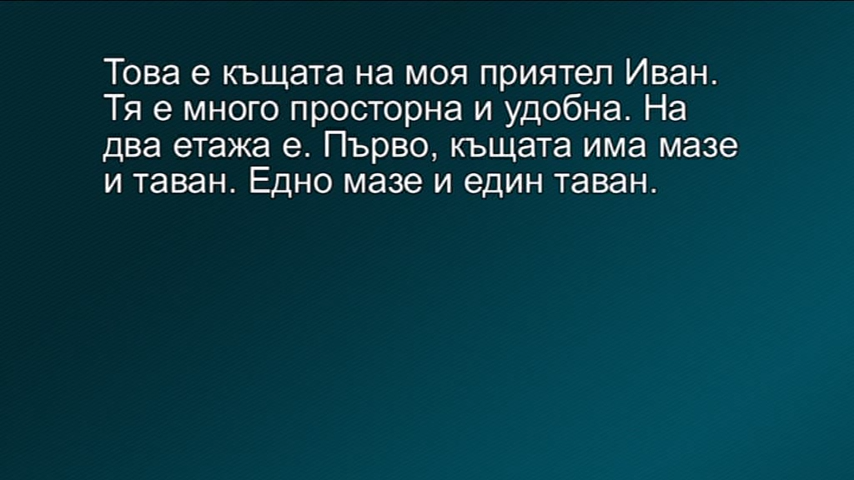 Това е къщата на моя приятел Иван.
Тя е много просторна и удобна. На
два етажа е. Първо, къщата има мазе
и таван. Едно мазе и един таван.